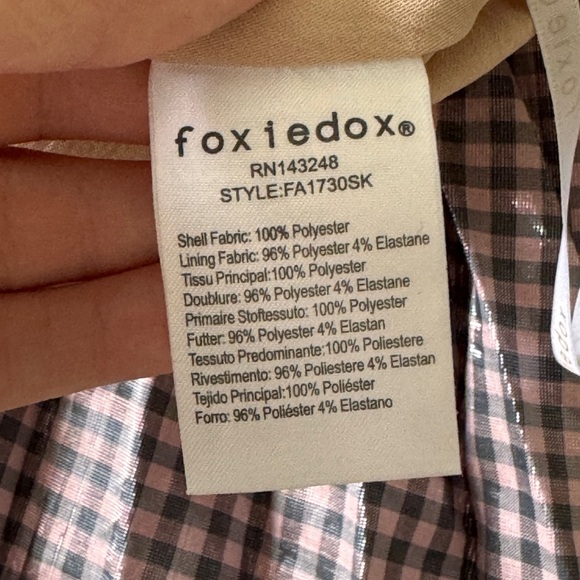 foxiedox®
RN143248
STYLE:FA1730SK
Shell Fabric: 100% Polyester
Lining Fabric: 96% Polyester 4% Elastane
Tissu Principal:100% Polyester
Doublure: 96% Polyester 4% Elastane
Primaire Stoftessuto: 100% Polyester
Futter: 96% Polyester 4% Elastan
Tessuto Predominante:100% Poliestere
Rivestimento: 96% Poliestere 4% Elastan
Tejido Principal:100% Poliéster
Forro: 96% Poliéster 4% Elastano